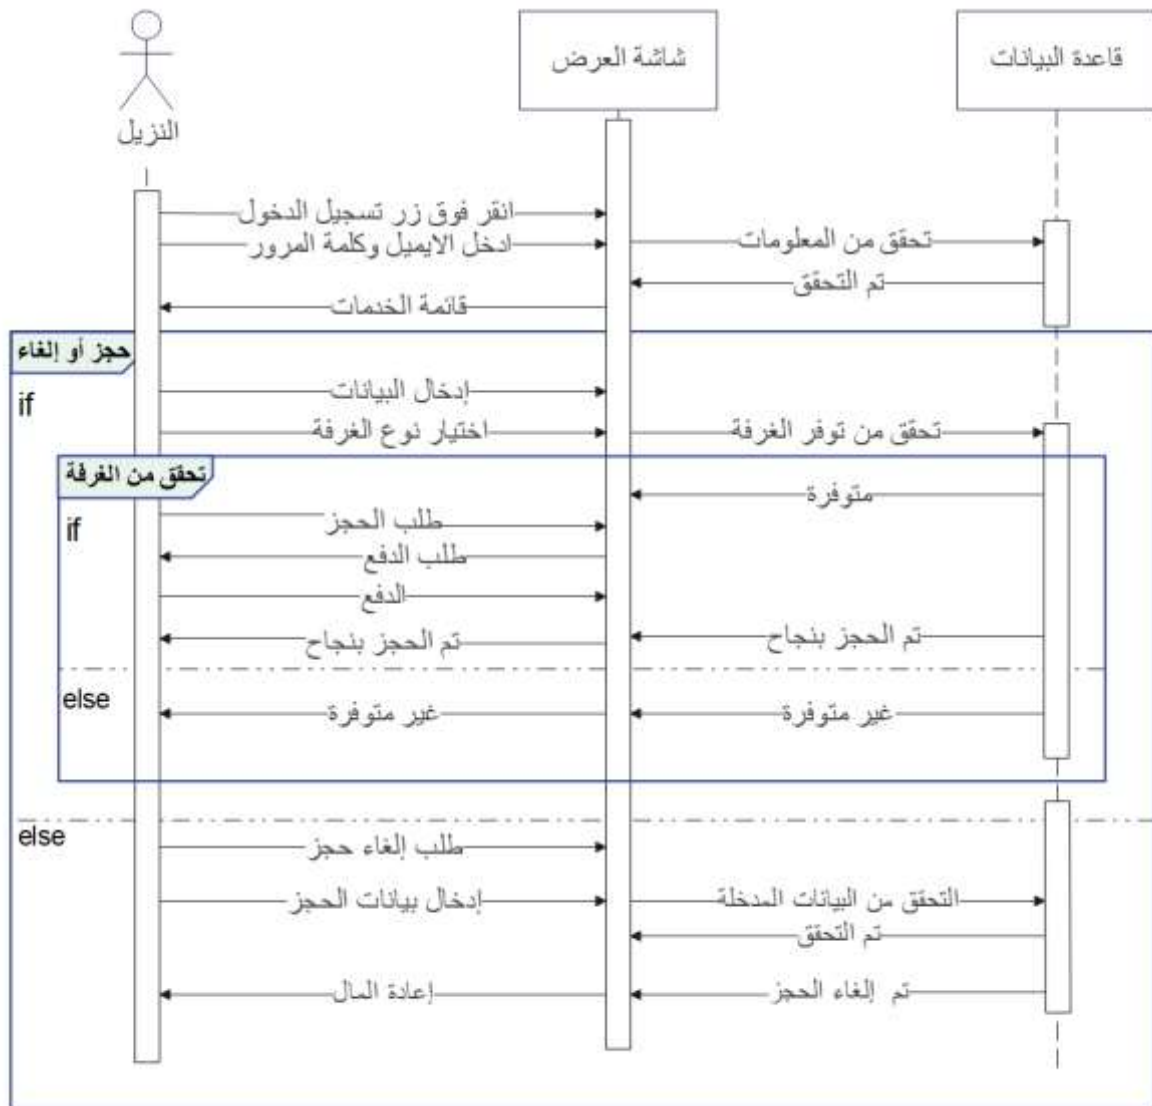 النزيل
شاشة العرض
قاعدة البيانات
انقر فوق زر تسجيل الدخول
ادخل الايميل وكلمة المرور
تحقق من المعلومات
تم التحقق
قائمة الخدمات
حجز أو إلغاء
if
إدخال البيانات
اختيار نوع الغرفة
تحقق من توفر الغرفة
تحقق من الغرفة
if
متوفرة
طلب الحجز
طلب الدفع
الدفع
تم الحجز بنجاح
تم الحجز بنجاح
else
غير متوفرة
غير متوفرة
else
طلب إلغاء حجز
إدخال بيانات الحجز
التحقق من البيانات المدخلة
تم التحقق
تم إلغاء الحجز
إعادة المال